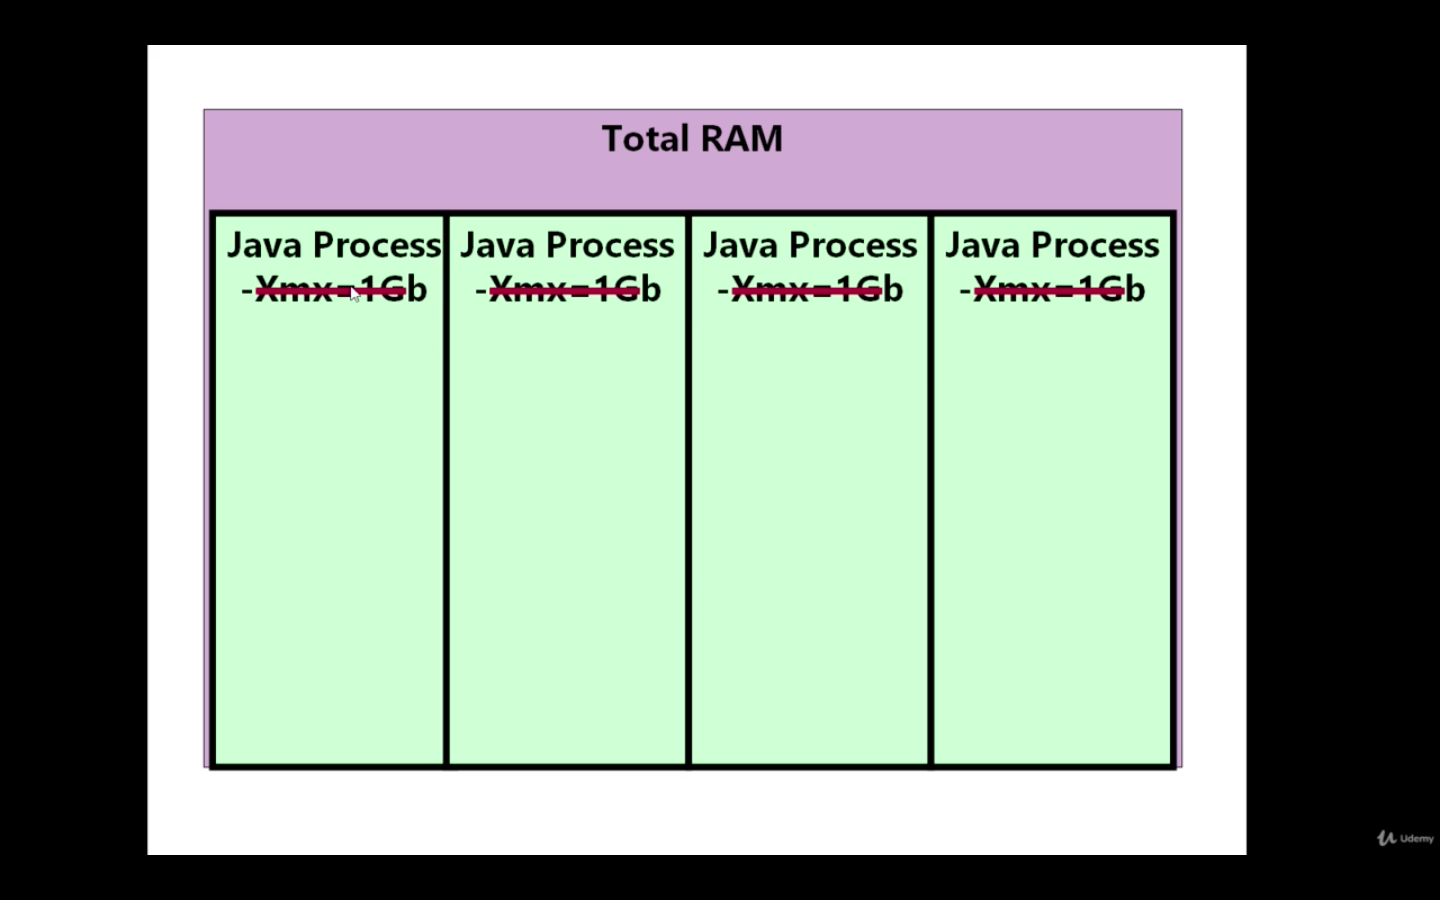 Total RAM
Java Process Java Process Java Process Java Process
-Xmx=1Gb -Xmx=1Gb -Xmx=1Gb -Xmx=1Gb
Udemy